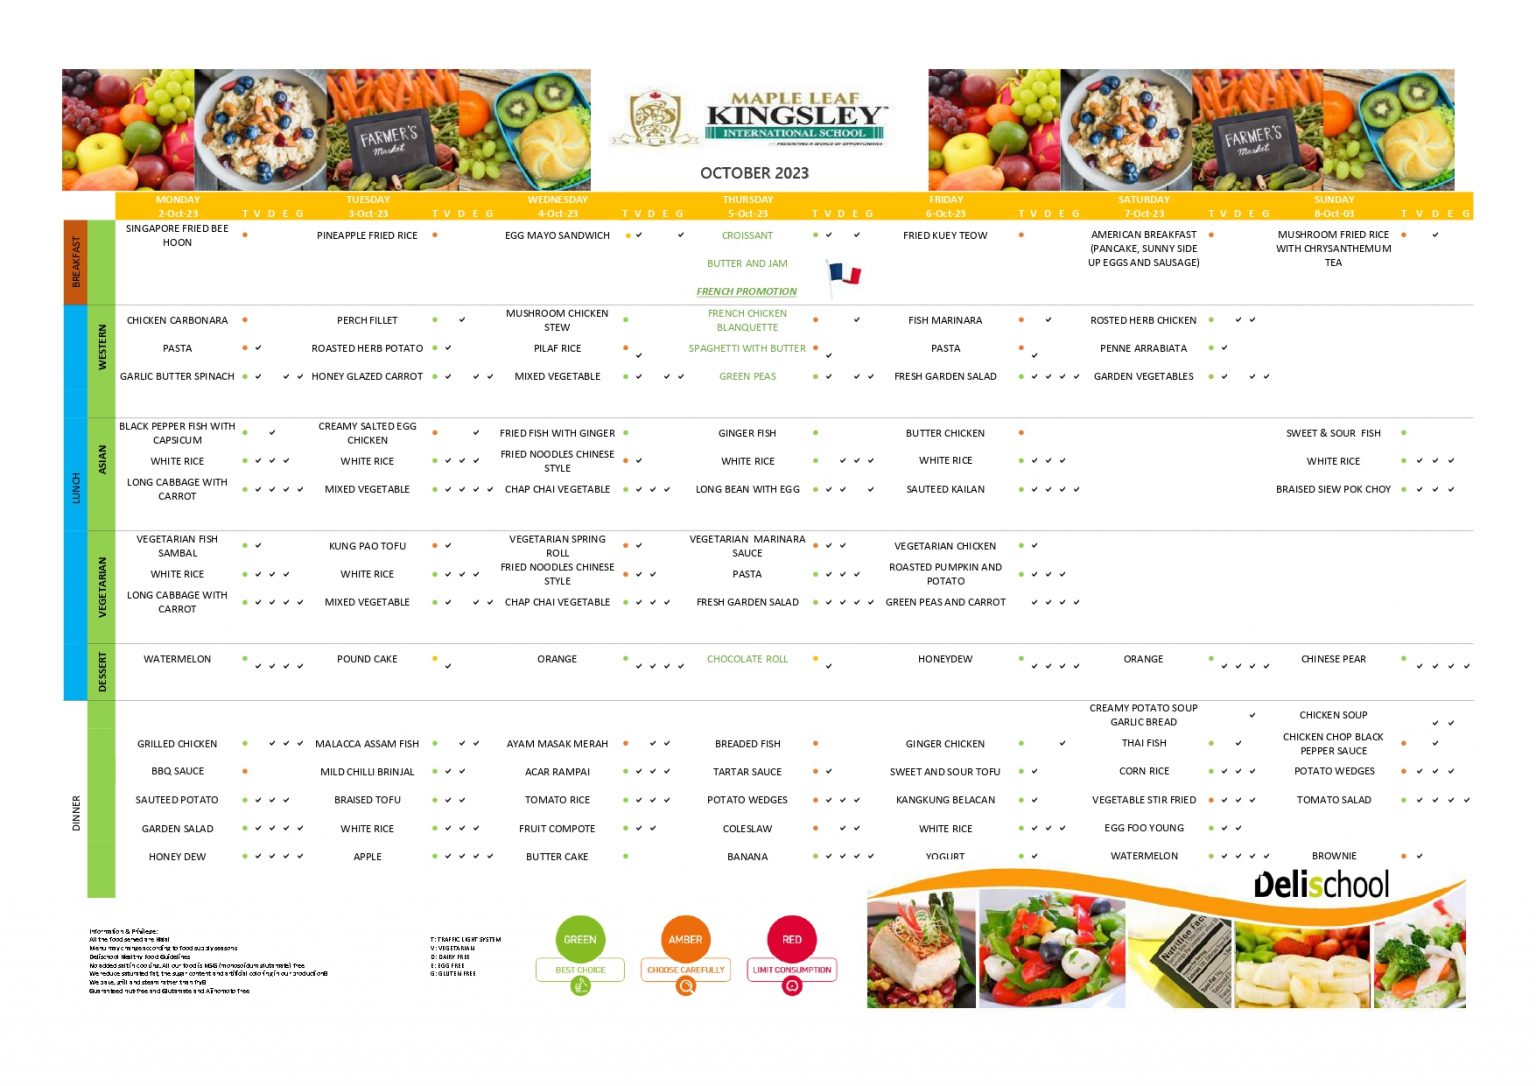 FARMER'S
Market
MAPLE LEAF
KINGSLEY
INTERNATIONAL SCHOOL
PRESENTING A WORLD OF OPPORTUNITIES
FARMER'S
Market
OCTOBER 2023
MONDAY TUESDAY WEDNESDAY THURSDAY FRIDAY SATURDAY SUNDAY
2-Oct-23 T V D E G 3-Oct-23 T V D E G 4-Oct-23 T V D E G 5-Oct-23 T V D E G 6-Oct-23 T V D E G 7-Oct-23 T V D E G 8-Oct-03 T V D E G
BREAKFAST
SINGAPORE FRIED BEE HOON PINEAPPLE FRIED RICE EGG MAYO SANDWICH CROISSANT FRIED KUEY TEOW AMERICAN BREAKFAST (PANCAKE, SUNNY SIDE UP EGGS AND SAUSAGE) MUSHROOM FRIED RICE WITH CHRYSANTHEMUM TEA
BUTTER AND JAM
FRENCH PROMOTION
LUNCH
WESTERN
CHICKEN CARBONARA PERCH FILLET MUSHROOM CHICKEN STEW FRENCH CHICKEN BLANQUETTE FISH MARINARA ROSTED HERB CHICKEN
PASTA ROASTED HERB POTATO PILAF RICE SPAGHETTI WITH BUTTER PASTA PENNE ARRABIATA
GARLIC BUTTER SPINACH HONEY GLAZED CARROT MIXED VEGETABLE GREEN PEAS FRESH GARDEN SALAD GARDEN VEGETABLES
ASIAN
BLACK PEPPER FISH WITH CAPSICUM CREAMY SALTED EGG CHICKEN FRIED FISH WITH GINGER GINGER FISH BUTTER CHICKEN SWEET & SOUR FISH
WHITE RICE WHITE RICE FRIED NOODLES CHINESE STYLE WHITE RICE WHITE RICE WHITE RICE
LONG CABBAGE WITH CARROT MIXED VEGETABLE CHAP CHAI VEGETABLE LONG BEAN WITH EGG SAUTEED KAILAN BRAISED SIEW POK CHOY
VEGETARIAN
VEGETARIAN FISH SAMBAL KUNG PAO TOFU VEGETARIAN SPRING ROLL VEGETARIAN MARINARA SAUCE VEGETARIAN CHICKEN
WHITE RICE WHITE RICE FRIED NOODLES CHINESE STYLE PASTA ROASTED PUMPKIN AND POTATO
LONG CABBAGE WITH CARROT MIXED VEGETABLE CHAP CHAI VEGETABLE FRESH GARDEN SALAD GREEN PEAS AND CARROT
DESSERT
WATERMELON POUND CAKE ORANGE CHOCOLATE ROLL HONEYDEW ORANGE CHINESE PEAR
DINNER
CREAMY POTATO SOUP GARLIC BREAD CHICKEN SOUP
GRILLED CHICKEN MALACCA ASSAM FISH AYAM MASAK MERAH BREADED FISH GINGER CHICKEN THAI FISH CHICKEN CHOP BLACK PEPPER SAUCE
BBQ SAUCE MILD CHILLI BRINJAL ACAR RAMPAI TARTAR SAUCE SWEET AND SOUR TOFU CORN RICE POTATO WEDGES
SAUTEED POTATO BRAISED TOFU TOMATO RICE POTATO WEDGES KANGKUNG BELACAN VEGETABLE STIR FRIED TOMATO SALAD
GARDEN SALAD WHITE RICE FRUIT COMPOTE COLESLAW WHITE RICE EGG FOO YOUNG
HONEY DEW APPLE BUTTER CAKE BANANA YOGURT WATERMELON BROWNIE
Delischool
Information & Privilege:
All the food served are Halal
Menu may change according to food supply seasons
Delischool Healthy Food Guidelines
No added salt in cooking. All our food is MSG (monosoidum glutamate) free
We reduce saturated fat, the sugar content and artificial coloring in our production
We bake, grill and steam rather than fry
Guaranteed nut free and Glutamate and Ajinomoto free
T: TRAFFIC LIGHT SYSTEM
V: VEGETARIAN
D: DAIRY FREE
E: EGG FREE
G: GLUTEN FREE
GREEN
BEST CHOICE
AMBER
CHOOSE CAREFULLY
RED
LIMIT CONSUMPTION
Nutrition Facts